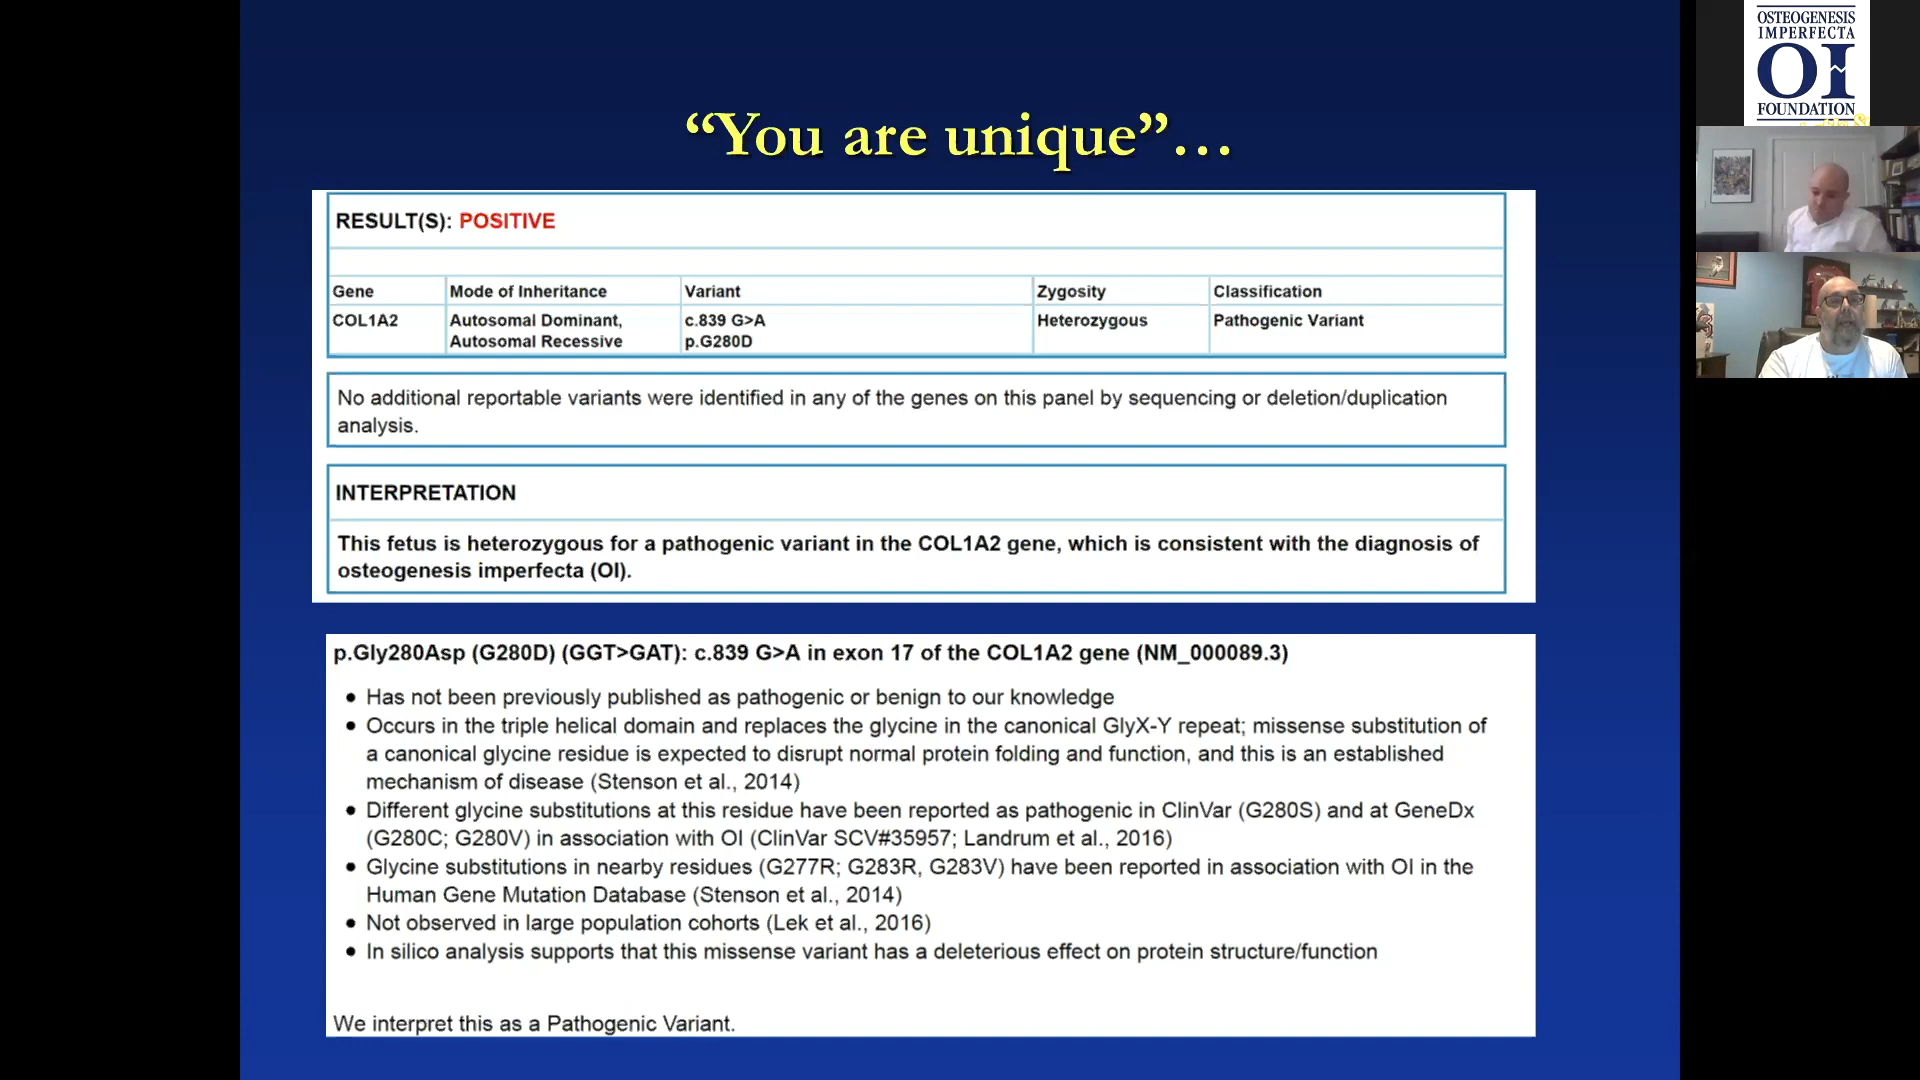 “You are unique”…
RESULT(S): POSITIVE
Gene Mode of Inheritance Variant Zygosity Classification
COL1A2 Autosomal Dominant, c.839 G>A Heterozygous Pathogenic Variant
Autosomal Recessive p.G280D
No additional reportable variants were identified in any of the genes on this panel by sequencing or deletion/duplication
analysis.
INTERPRETATION
This fetus is heterozygous for a pathogenic variant in the COL1A2 gene, which is consistent with the diagnosis of
osteogenesis imperfecta (OI).
p.Gly280Asp (G280D) (GGT>GAT): c.839 G>A in exon 17 of the COL1A2 gene (NM_000089.3)
• Has not been previously published as pathogenic or benign to our knowledge
• Occurs in the triple helical domain and replaces the glycine in the canonical GlyX-Y repeat; missense substitution of
a canonical glycine residue is expected to disrupt normal protein folding and function, and this is an established
mechanism of disease (Stenson et al., 2014)
• Different glycine substitutions at this residue have been reported as pathogenic in ClinVar (G280S) and at GeneDx
(G280C; G280V) in association with OI (ClinVar SCV#35957; Landrum et al., 2016)
• Glycine substitutions in nearby residues (G277R; G283R, G283V) have been reported in association with OI in the
Human Gene Mutation Database (Stenson et al., 2014)
• Not observed in large population cohorts (Lek et al., 2016)
• In silico analysis supports that this missense variant has a deleterious effect on protein structure/function
We interpret this as a Pathogenic Variant.
OSTEOGENESIS
IMPERFECTA
OI
FOUNDATION